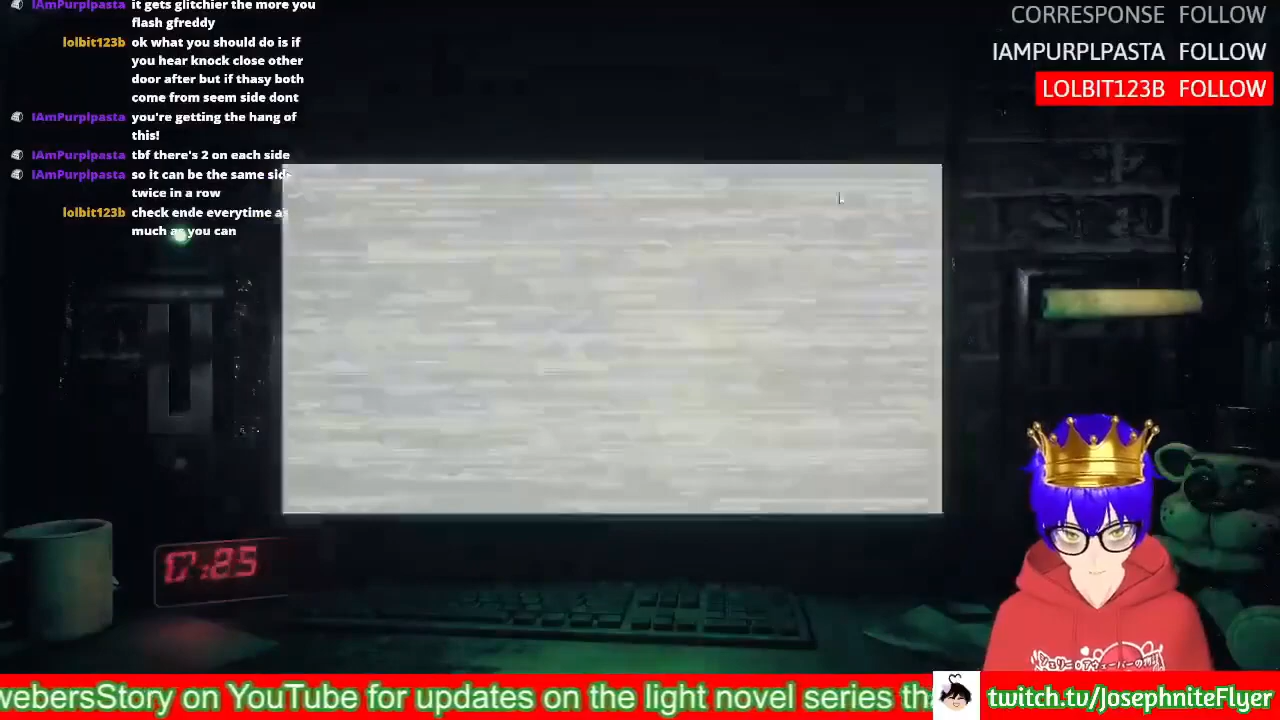 IAmPurplpasta it gets glitchier the more you
flash gfreddy
lolbit123b ok what you should do is if
you hear knock close other
door after but if thasy both
come from seem side dont
IAmPurplpasta you're getting the hang of
this!
IAmPurplpasta tbf there's 2 on each side
IAmPurplpasta so it can be the same side
twice in a row
lolbit123b check ende everytime as
much as you can
CORRESPONSE FOLLOW
IAMPURPLPASTA FOLLOW
LOLBIT123B FOLLOW
webersStory on YouTube for updates on the light novel series tha
twitch.tv/JosephniteFlyer